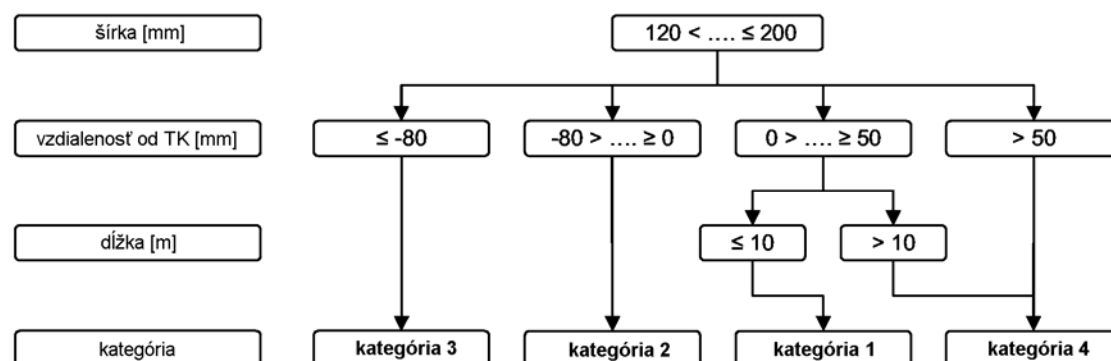 šírka [mm]
120 < .... ≤ 200
vzdialenosť od TK [mm]
≤ -80
-80 > .... ≥ 0
0 > .... ≥ 50
> 50
dĺžka [m]
≤ 10
> 10
kategória
kategória 3
kategória 2
kategória 1
kategória 4